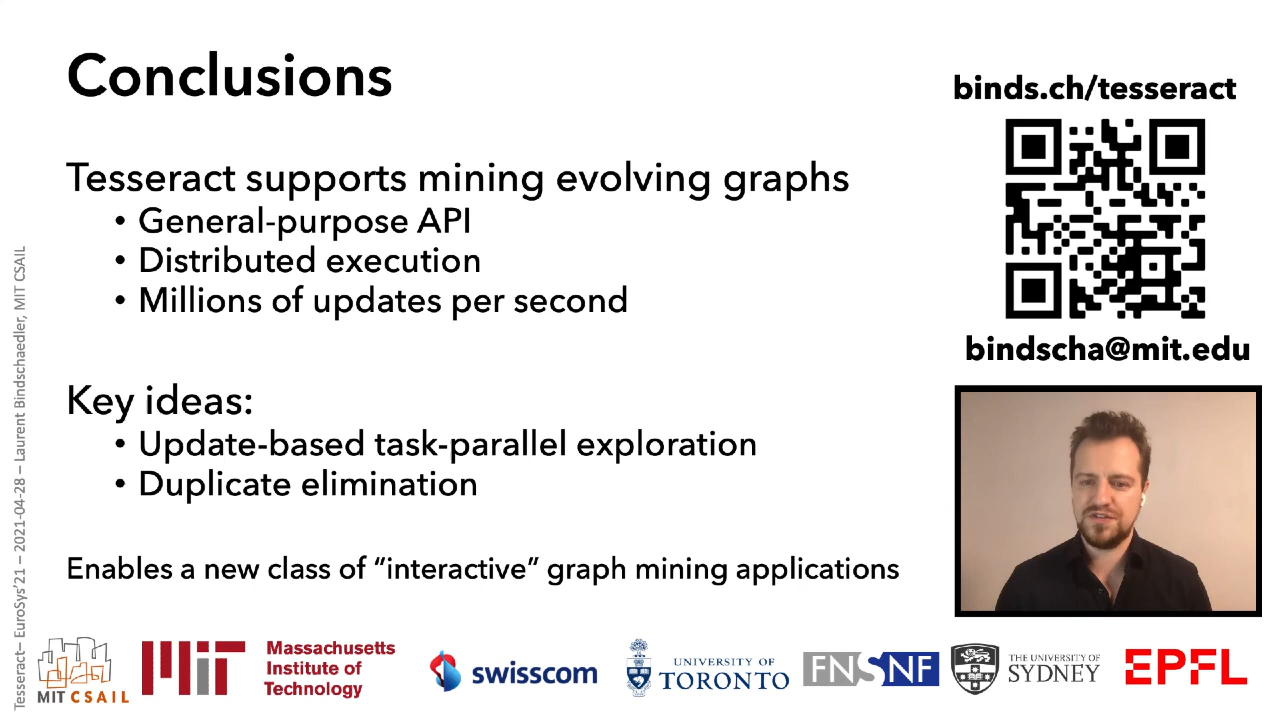 Conclusions
binds.ch/tesseract
Tesseract supports mining evolving graphs
• General-purpose API
• Distributed execution
• Millions of updates per second
bindscha@mit.edu
Key ideas:
• Update-based task-parallel exploration
• Duplicate elimination
Enables a new class of “interactive” graph mining applications
Tesseract– EuroSys’21 – 2021-04-28 – Laurent Bindschaedler, MIT CSAIL
MIT CSAIL
MIT
Massachusetts
Institute of
Technology
swisscom
UNIVERSITY OF
TORONTO
FNSNF
THE UNIVERSITY OF
SYDNEY
EPFL